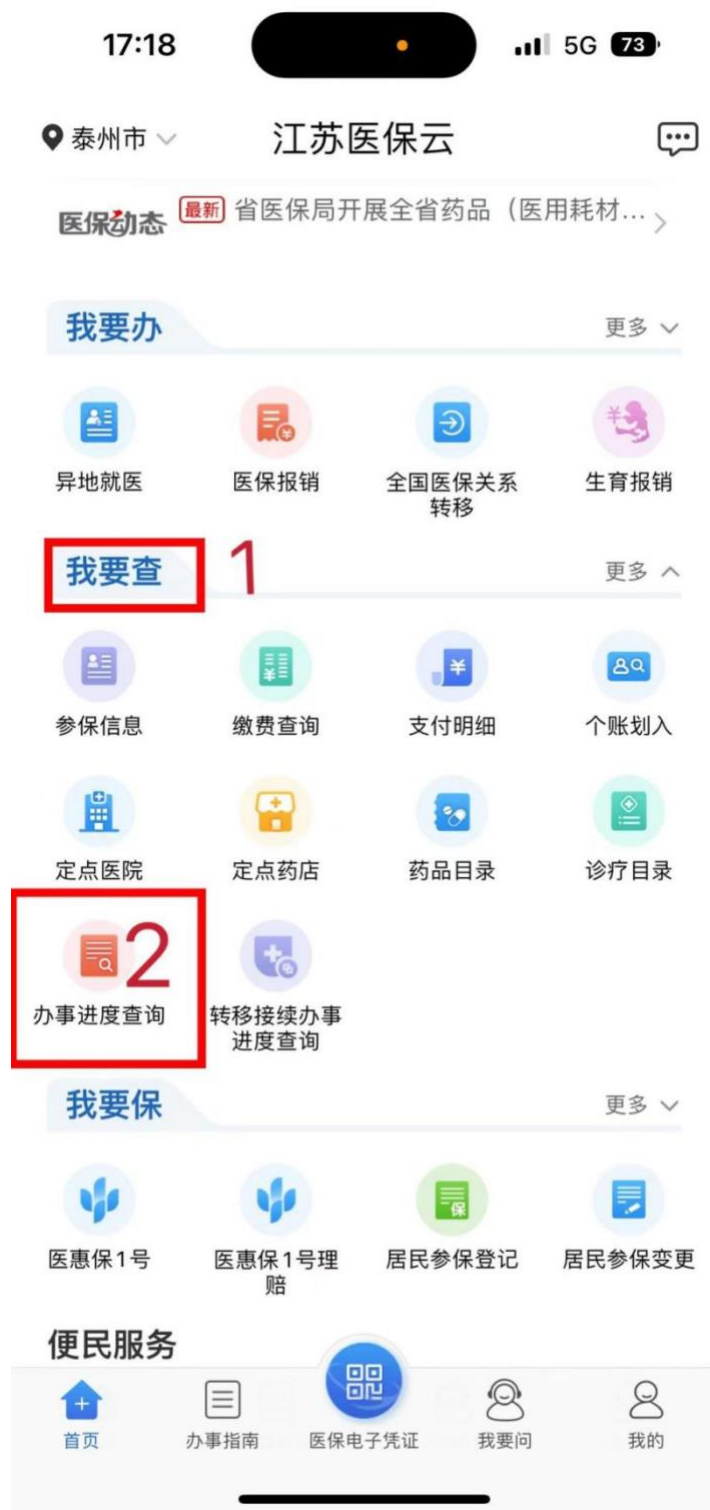 17:18 5G 73
泰州市 江苏医保云
医保动态 最新 省医保局开展全省药品（医用耗材...
我要办 更多
异地就医 医保报销 全国医保关系转移 生育报销
我要查 1 更多
参保信息 缴费查询 支付明细 个账划入
定点医院 定点药店 药品目录 诊疗目录
2
办事进度查询 转移接续办事进度查询
我要保 更多
医惠保1号 医惠保1号理赔 居民参保登记 居民参保变更
便民服务
首页 办事指南 医保电子凭证 我要问 我的